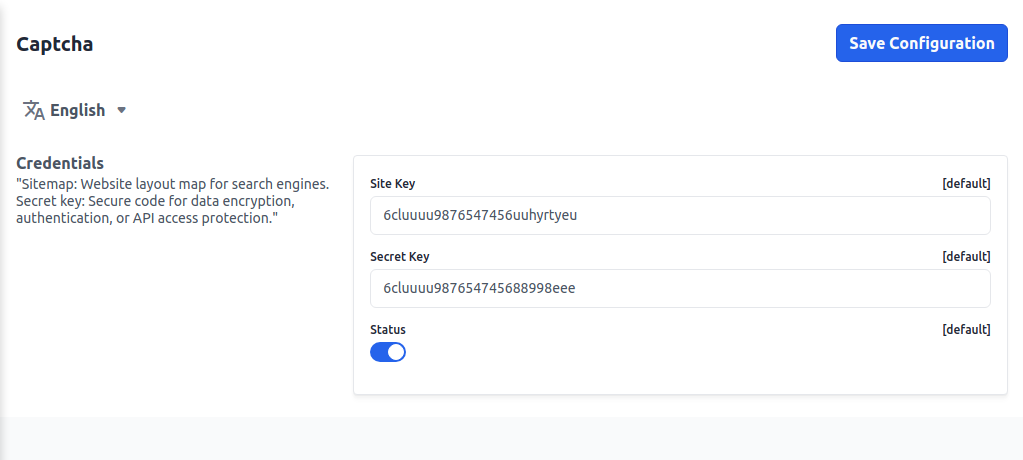 Captcha
Save Configuration
English
Credentials
"Sitemap: Website layout map for search engines.
Secret key: Secure code for data encryption,
authentication, or API access protection."
Site Key
[default]
6cluuuu9876547456uuhyrtyeu
Secret Key
[default]
6cluuuu987654745688998eee
Status
[default]